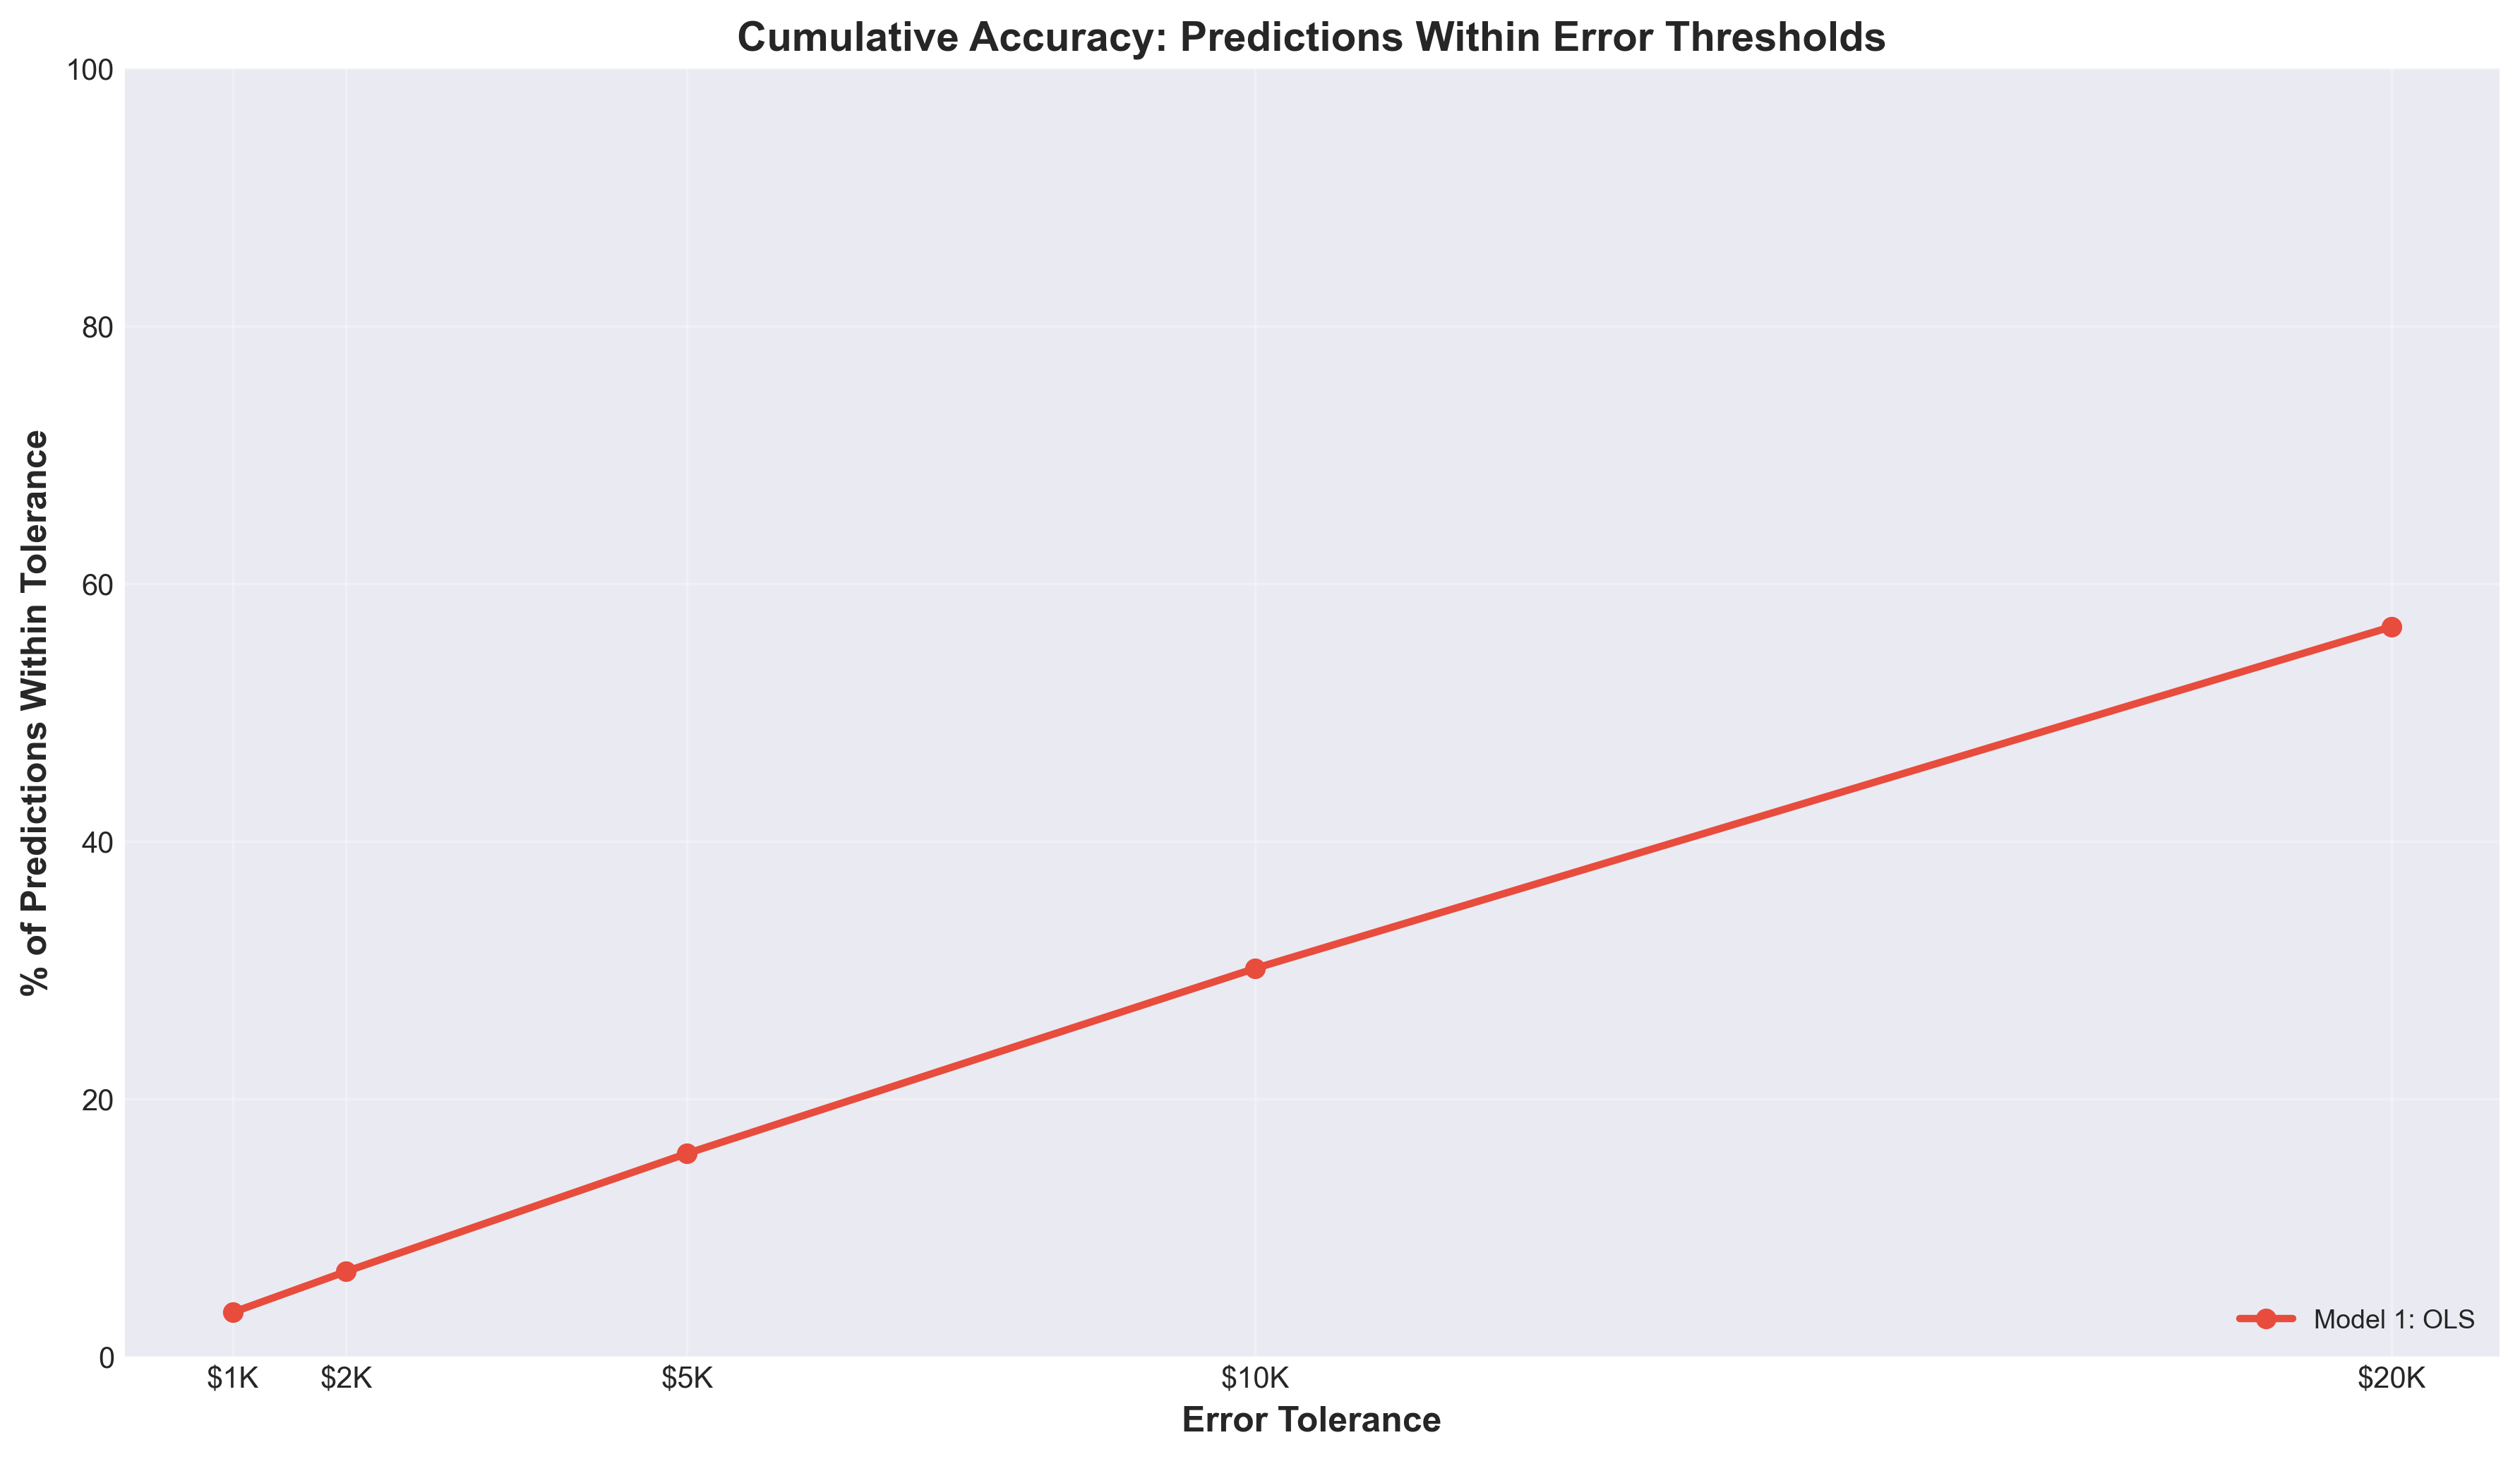 Cumulative Accuracy: Predictions Within Error Thresholds
% of Predictions Within Tolerance
100
80
60
40
20
0
$1K $2K $5K $10K $20K
Error Tolerance
Model 1: OLS